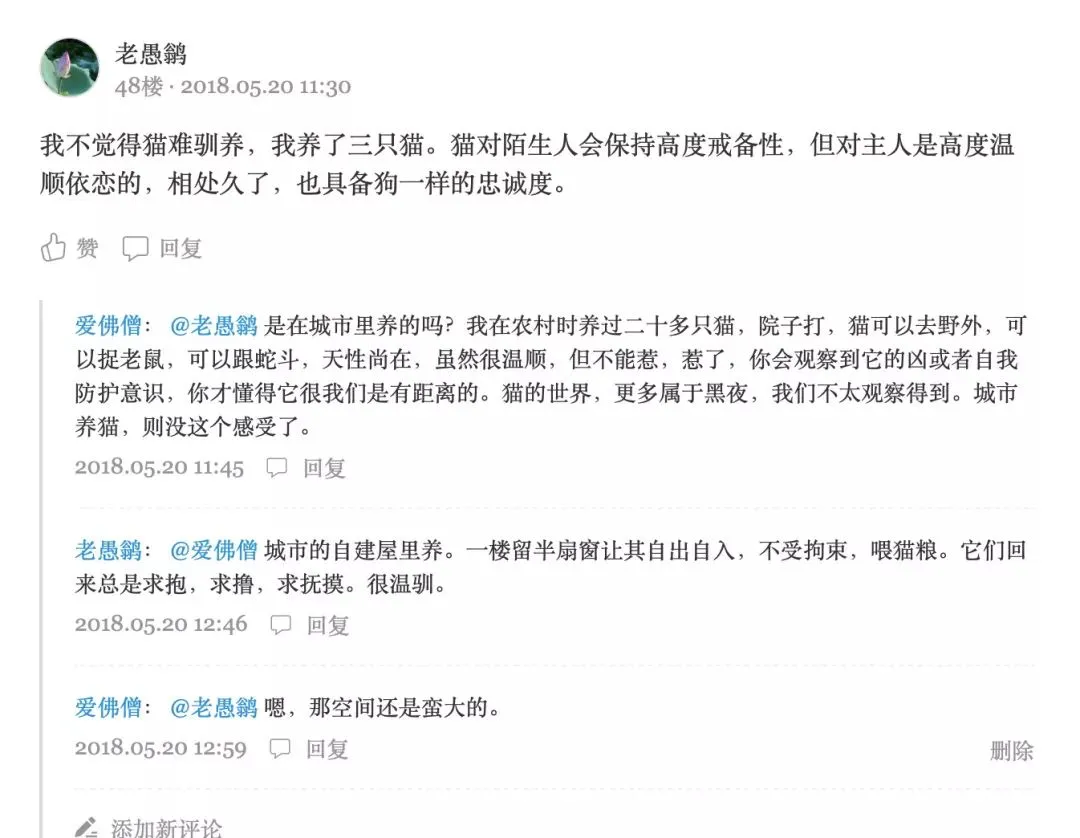 老愚鹟
48楼 · 2018.05.20 11:30
我不觉得猫难驯养，我养了三只猫。猫对陌生人会保持高度戒备性，但对主人是高度温
顺依恋的，相处久了，也具备狗一样的忠诚度。
赞 回复
爱佛僧： @老愚鹟 是在城市里养的吗？我在农村时养过二十多只猫，院子打，猫可以去野外，可
以捉老鼠，可以跟蛇斗，天性尚在，虽然很温顺，但不能惹，惹了，你会观察到它的凶或者自我
防护意识，你才懂得它很我们是有距离的。猫的世界，更多属于黑夜，我们不太观察得到。城市
养猫，则没这个感受了。
2018.05.20 11:45 回复
老愚鹟： @爱佛僧 城市的自建屋里养。一楼留半扇窗让其自出自入，不受拘束，喂猫粮。它们回
来总是求抱，求撸，求抚摸。很温驯。
2018.05.20 12:46 回复
爱佛僧： @老愚鹟 嗯，那空间还是蛮大的。
2018.05.20 12:59 回复 删除
添加新评论